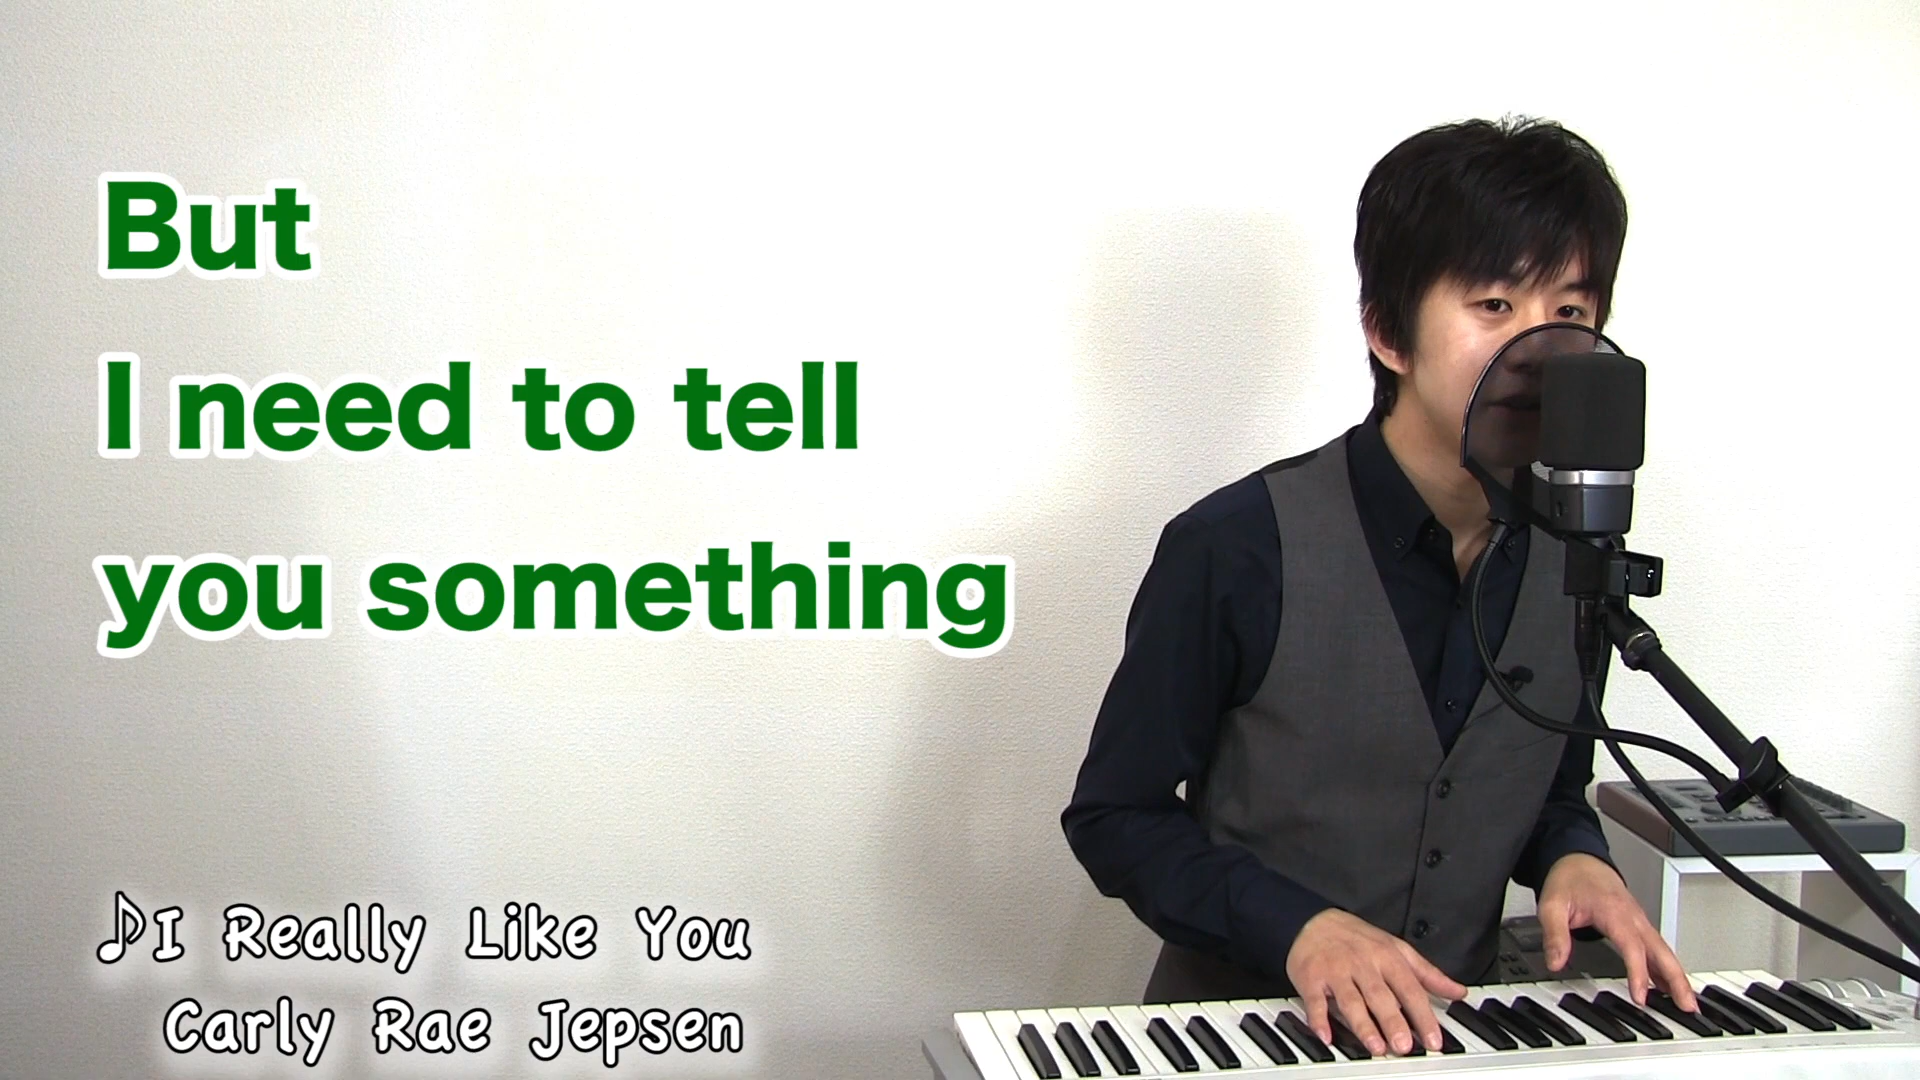 But
I need to tell
you something
♪I Really Like You
Carly Rae Jepsen